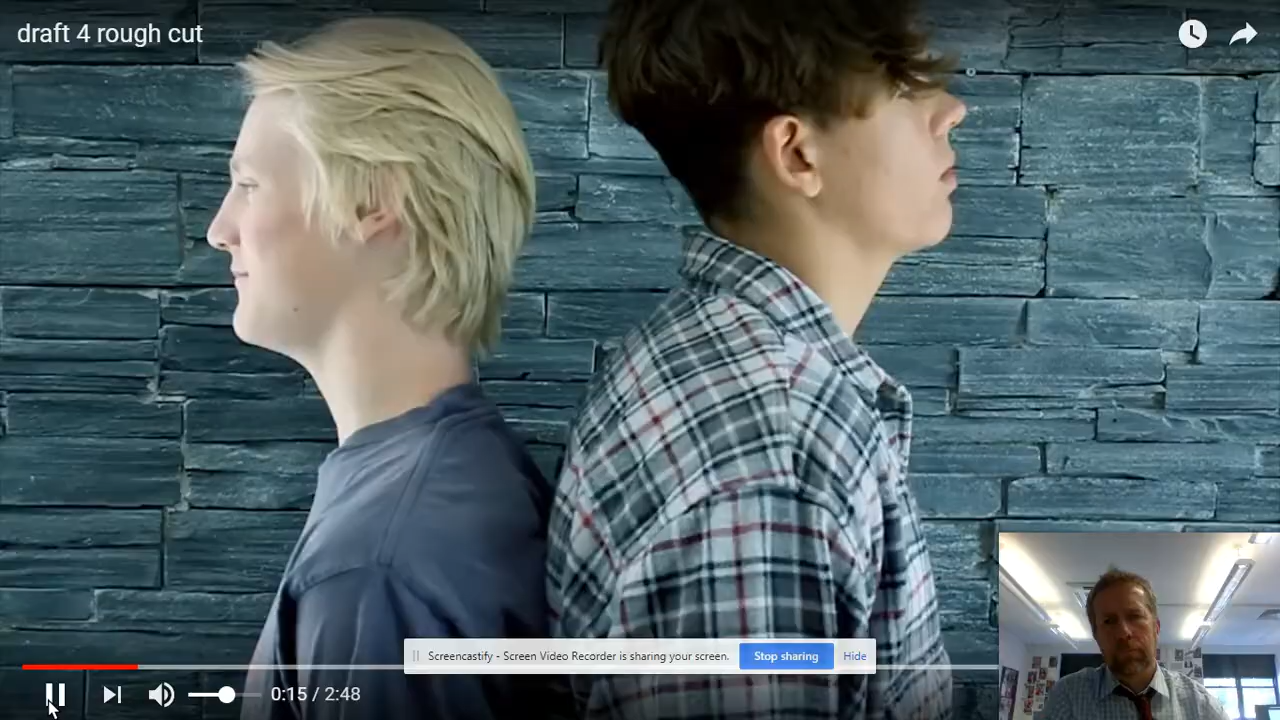 draft 4 rough cut
Screencastify - Screen Video Recorder is sharing your screen. Stop sharing Hide
0:15 / 2:48